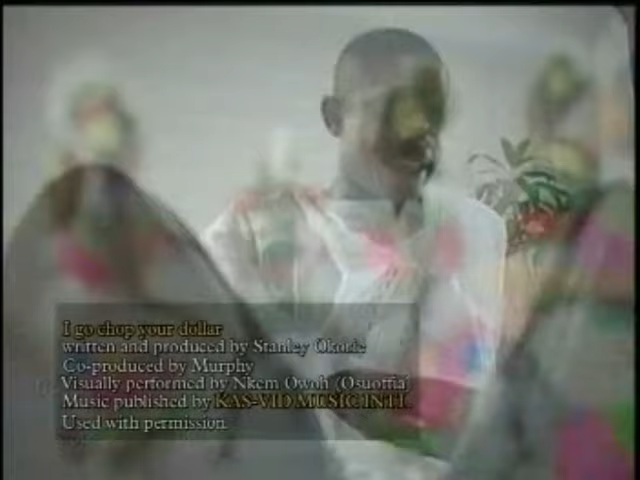 I go chop your dollar
written and produced by Stanley Okorie
Co-produced by Murphy
Visually performed by Nkem Owoh (Osuofia)
Music published by KAS-VID MUSIC INT'L
Used with permission.